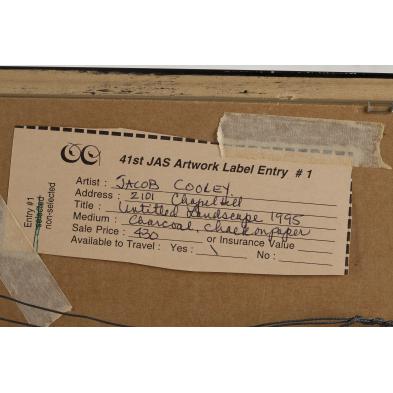 41st JAS Artwork Label Entry # 1
Artist : JACOB COOLEY
Address : 2101 Chapel Hill
Title : Untitled Landscape 1995
Medium : Charcoal, chalk on paper
Sale Price : 430 or Insurance Value
Available to Travel : Yes : \ No :
Entry #1
selected
non-selected